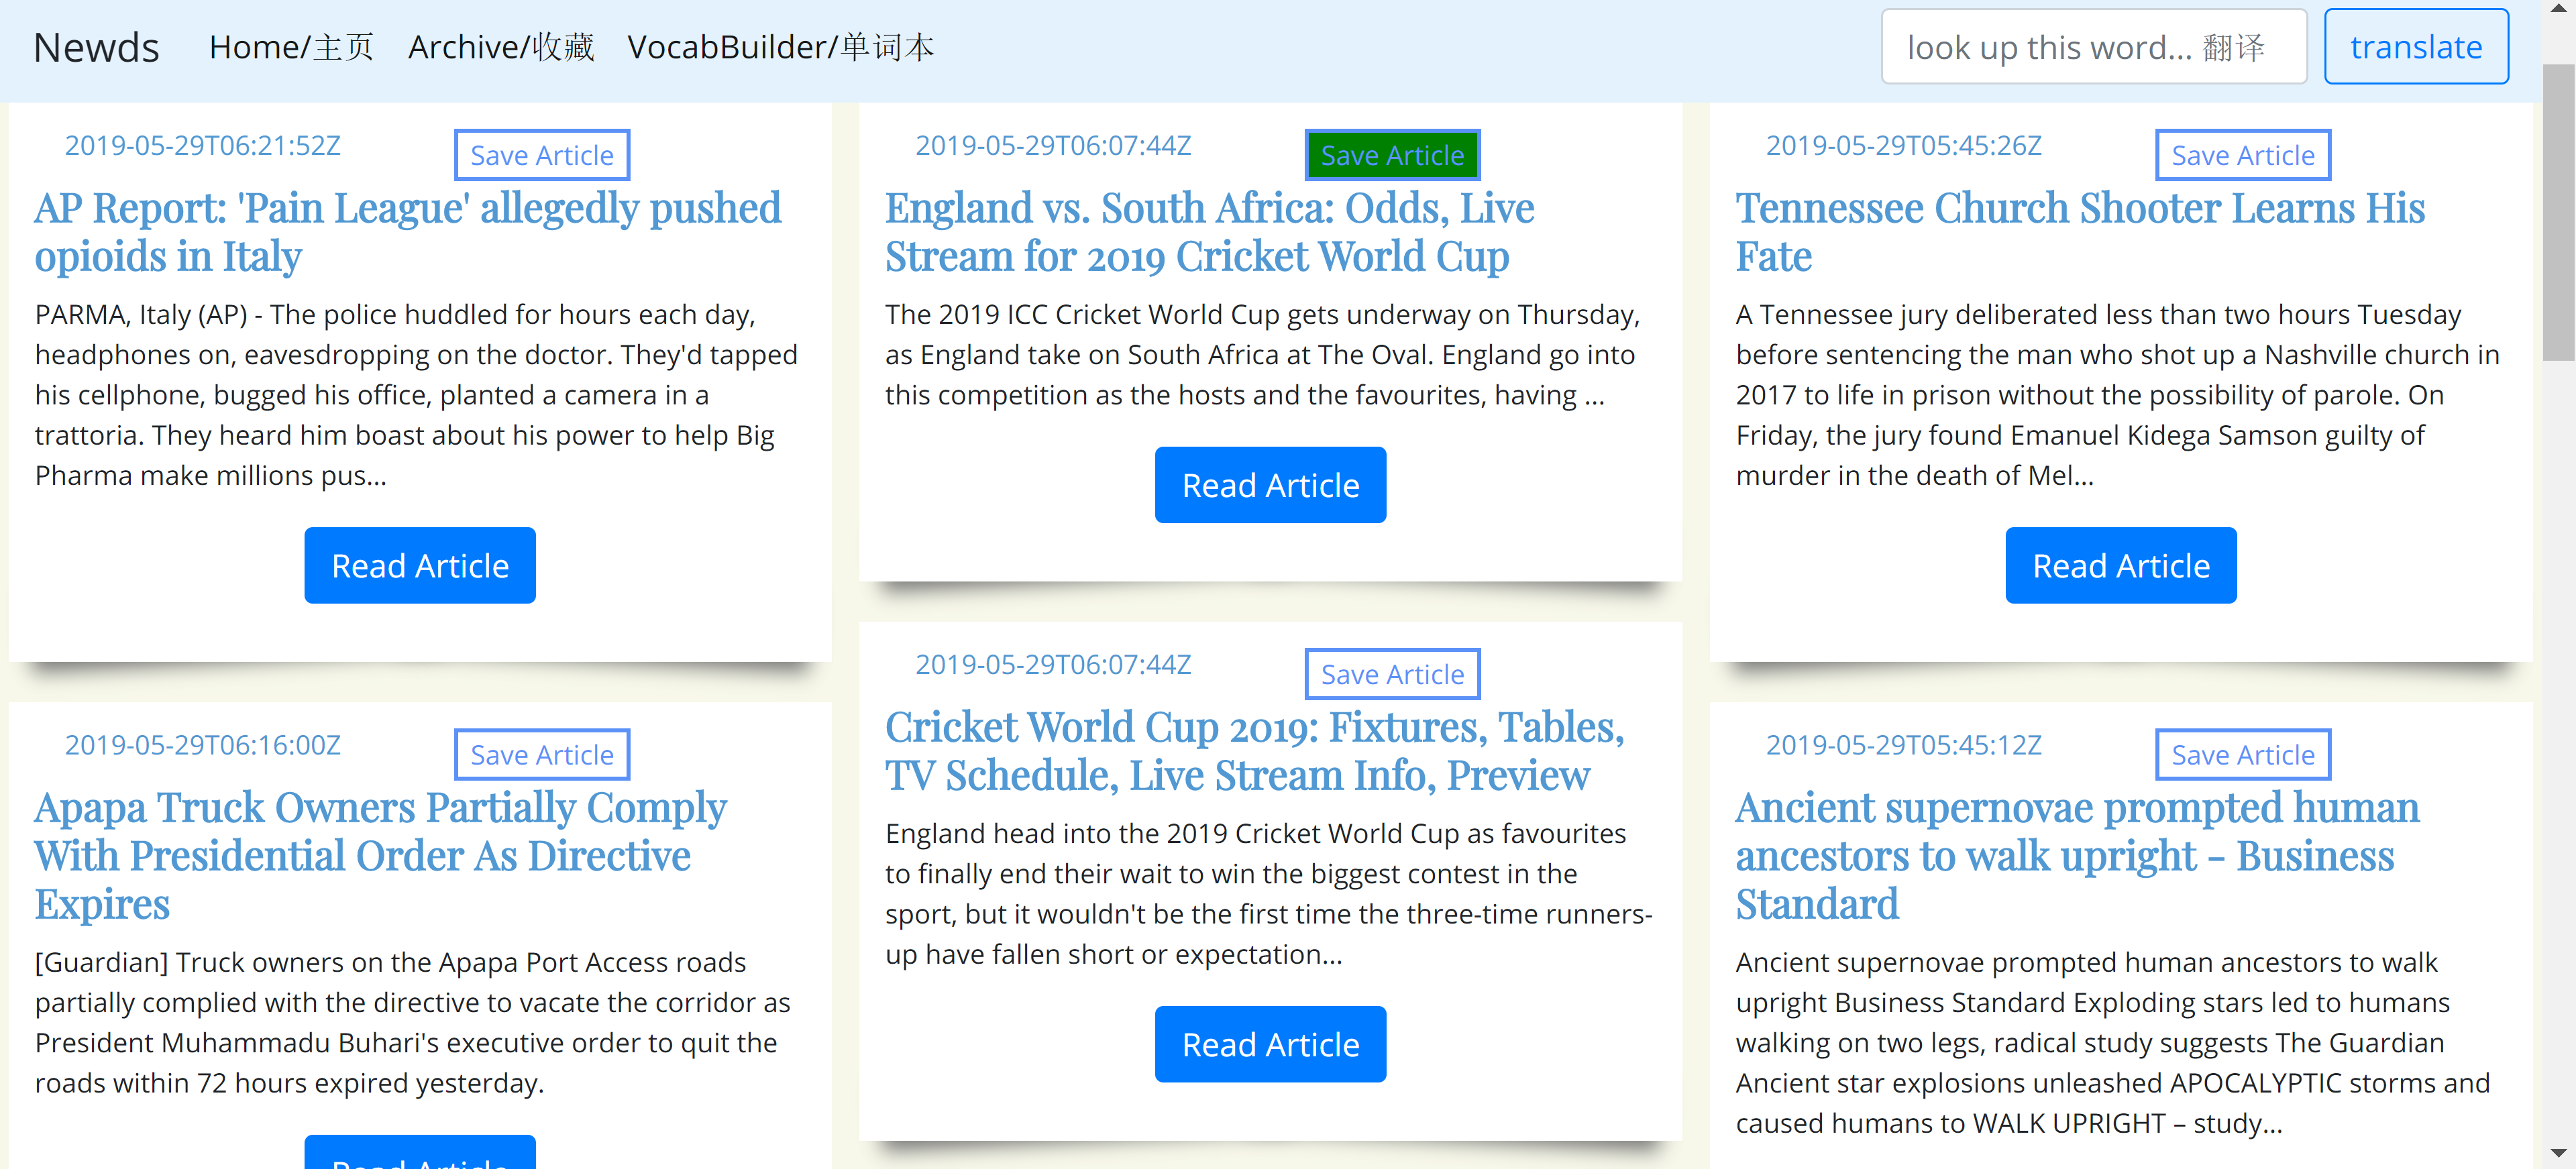 Newds
Home/主页
Archive/收藏
VocabBuilder/单词本
look up this word... 翻译
translate
2019-05-29T06:21:52Z
Save Article
AP Report: 'Pain League' allegedly pushed
opioids in Italy
PARMA, Italy (AP) - The police huddled for hours each day,
headphones on, eavesdropping on the doctor. They'd tapped
his cellphone, bugged his office, planted a camera in a
trattoria. They heard him boast about his power to help Big
Pharma make millions pus...
Read Article
2019-05-29T06:16:00Z
Save Article
Apapa Truck Owners Partially Comply
With Presidential Order As Directive
Expires
[Guardian] Truck owners on the Apapa Port Access roads
partially complied with the directive to vacate the corridor as
President Muhammadu Buhari's executive order to quit the
roads within 72 hours expired yesterday.
Read Article
2019-05-29T06:07:44Z
Save Article
England vs. South Africa: Odds, Live
Stream for 2019 Cricket World Cup
The 2019 ICC Cricket World Cup gets underway on Thursday,
as England take on South Africa at The Oval. England go into
this competition as the hosts and the favourites, having ...
Read Article
2019-05-29T06:07:44Z
Save Article
Cricket World Cup 2019: Fixtures, Tables,
TV Schedule, Live Stream Info, Preview
England head into the 2019 Cricket World Cup as favourites
to finally end their wait to win the biggest contest in the
sport, but it wouldn't be the first time the three-time runners-
up have fallen short or expectation...
Read Article
2019-05-29T05:45:26Z
Save Article
Tennessee Church Shooter Learns His
Fate
A Tennessee jury deliberated less than two hours Tuesday
before sentencing the man who shot up a Nashville church in
2017 to life in prison without the possibility of parole. On
Friday, the jury found Emanuel Kidega Samson guilty of
murder in the death of Mel...
Read Article
2019-05-29T05:45:12Z
Save Article
Ancient supernovae prompted human
ancestors to walk upright - Business
Standard
Ancient supernovae prompted human ancestors to walk
upright Business Standard Exploding stars led to humans
walking on two legs, radical study suggests The Guardian
Ancient star explosions unleashed APOCALYPTIC storms and
caused humans to WALK UPRIGHT – study...